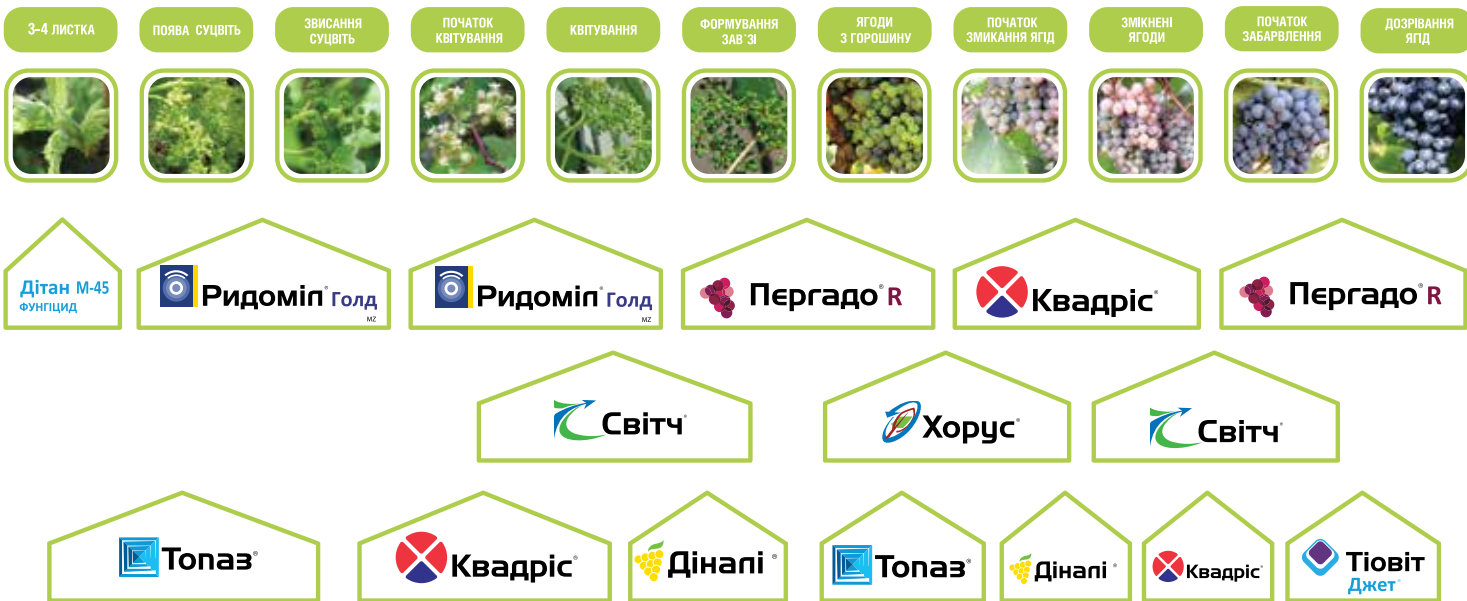 3-4 ЛИСТКА
ПОЯВА СУЦВІТЬ
ЗВИСАННЯ
СУЦВІТЬ
ПОЧАТОК
КВІТУВАННЯ
КВІТУВАННЯ
ФОРМУВАННЯ
ЗАВ`ЗІ
ЯГОДИ
З ГОРОШИНУ
ПОЧАТОК
ЗМИКАННЯ ЯГІД
ЗМІКНЕНІ
ЯГОДИ
ПОЧАТОК
ЗАБАРВЛЕННЯ
ДОЗРІВАННЯ
ЯГІД
Дітан М-45
ФУНГІЦИД
Ридоміл® Голд
MZ
Ридоміл® Голд
MZ
Пергадо® R
Квадріс®
Пергадо® R
Світч®
Хорус®
Світч®
Топаз®
Квадріс®
Діналі®
Топаз®
Діналі®
Квадріс®
Тіовіт
Джет®